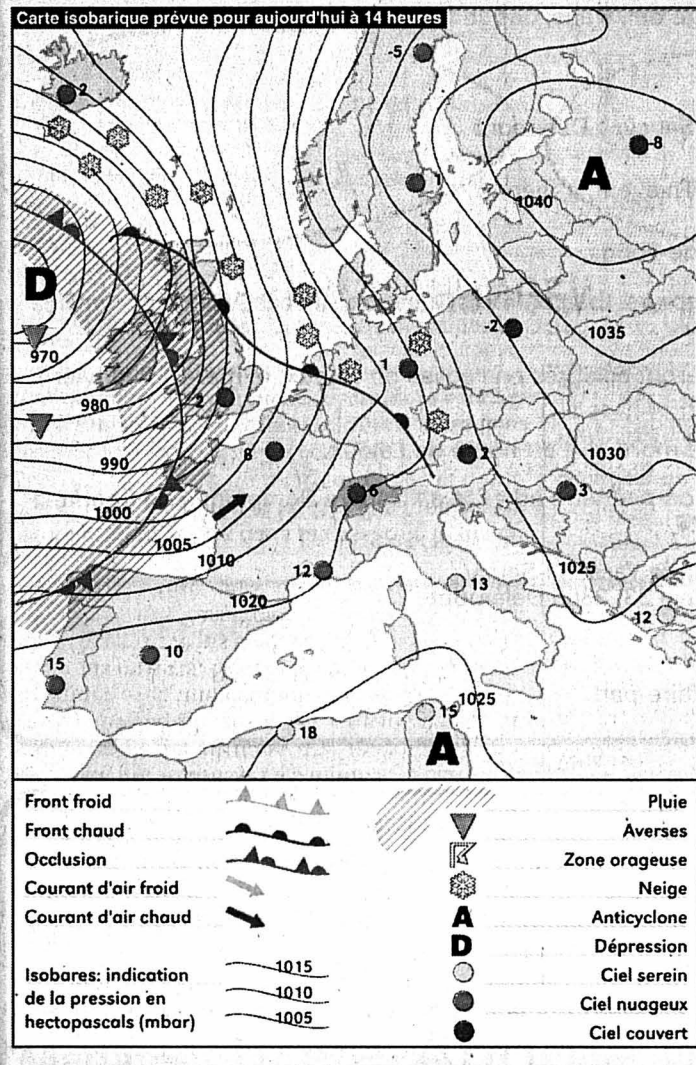 Carte isobarique prévue pour aujourd'hui à 14 heures
-5
2
-8
A
1040
1
D
1035
-2
970
1
980
2
1030
990
8
2
6
3
1000
1005
1010
1025
12
13
1020
12
10
15
1025
15
18
A
Front froid
Front chaud
Occlusion
Courant d'air froid
Courant d'air chaud
Isobares: indication
de la pression en
hectopascals (mbar)
1015
1010
1005
Pluie
Averses
Zone orageuse
Neige
A Anticyclone
D Dépression
Ciel serein
Ciel nuageux
Ciel couvert